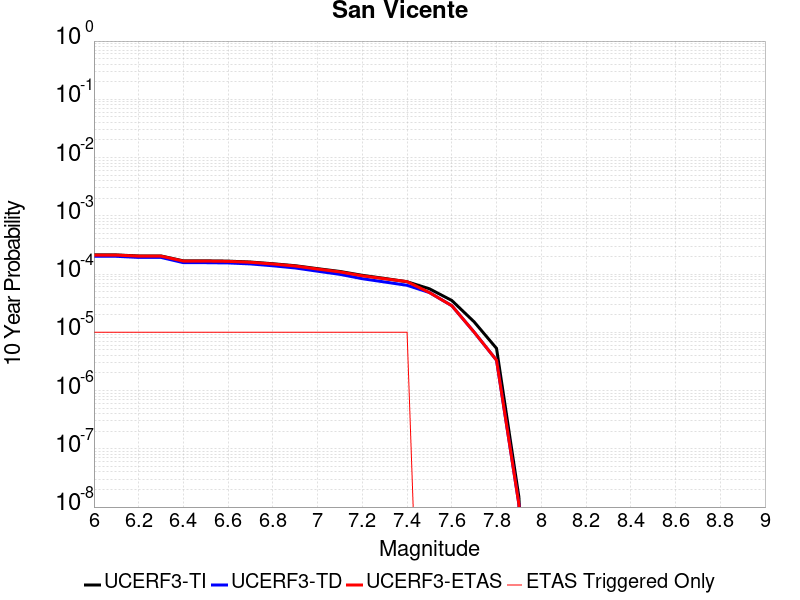 San Vicente
10 Year Probability
10^0
10^-1
10^-2
10^-3
10^-4
10^-5
10^-6
10^-7
10^-8
6 6.2 6.4 6.6 6.8 7 7.2 7.4 7.6 7.8 8 8.2 8.4 8.6 8.8 9
Magnitude
UCERF3-TI UCERF3-TD UCERF3-ETAS ETAS Triggered Only